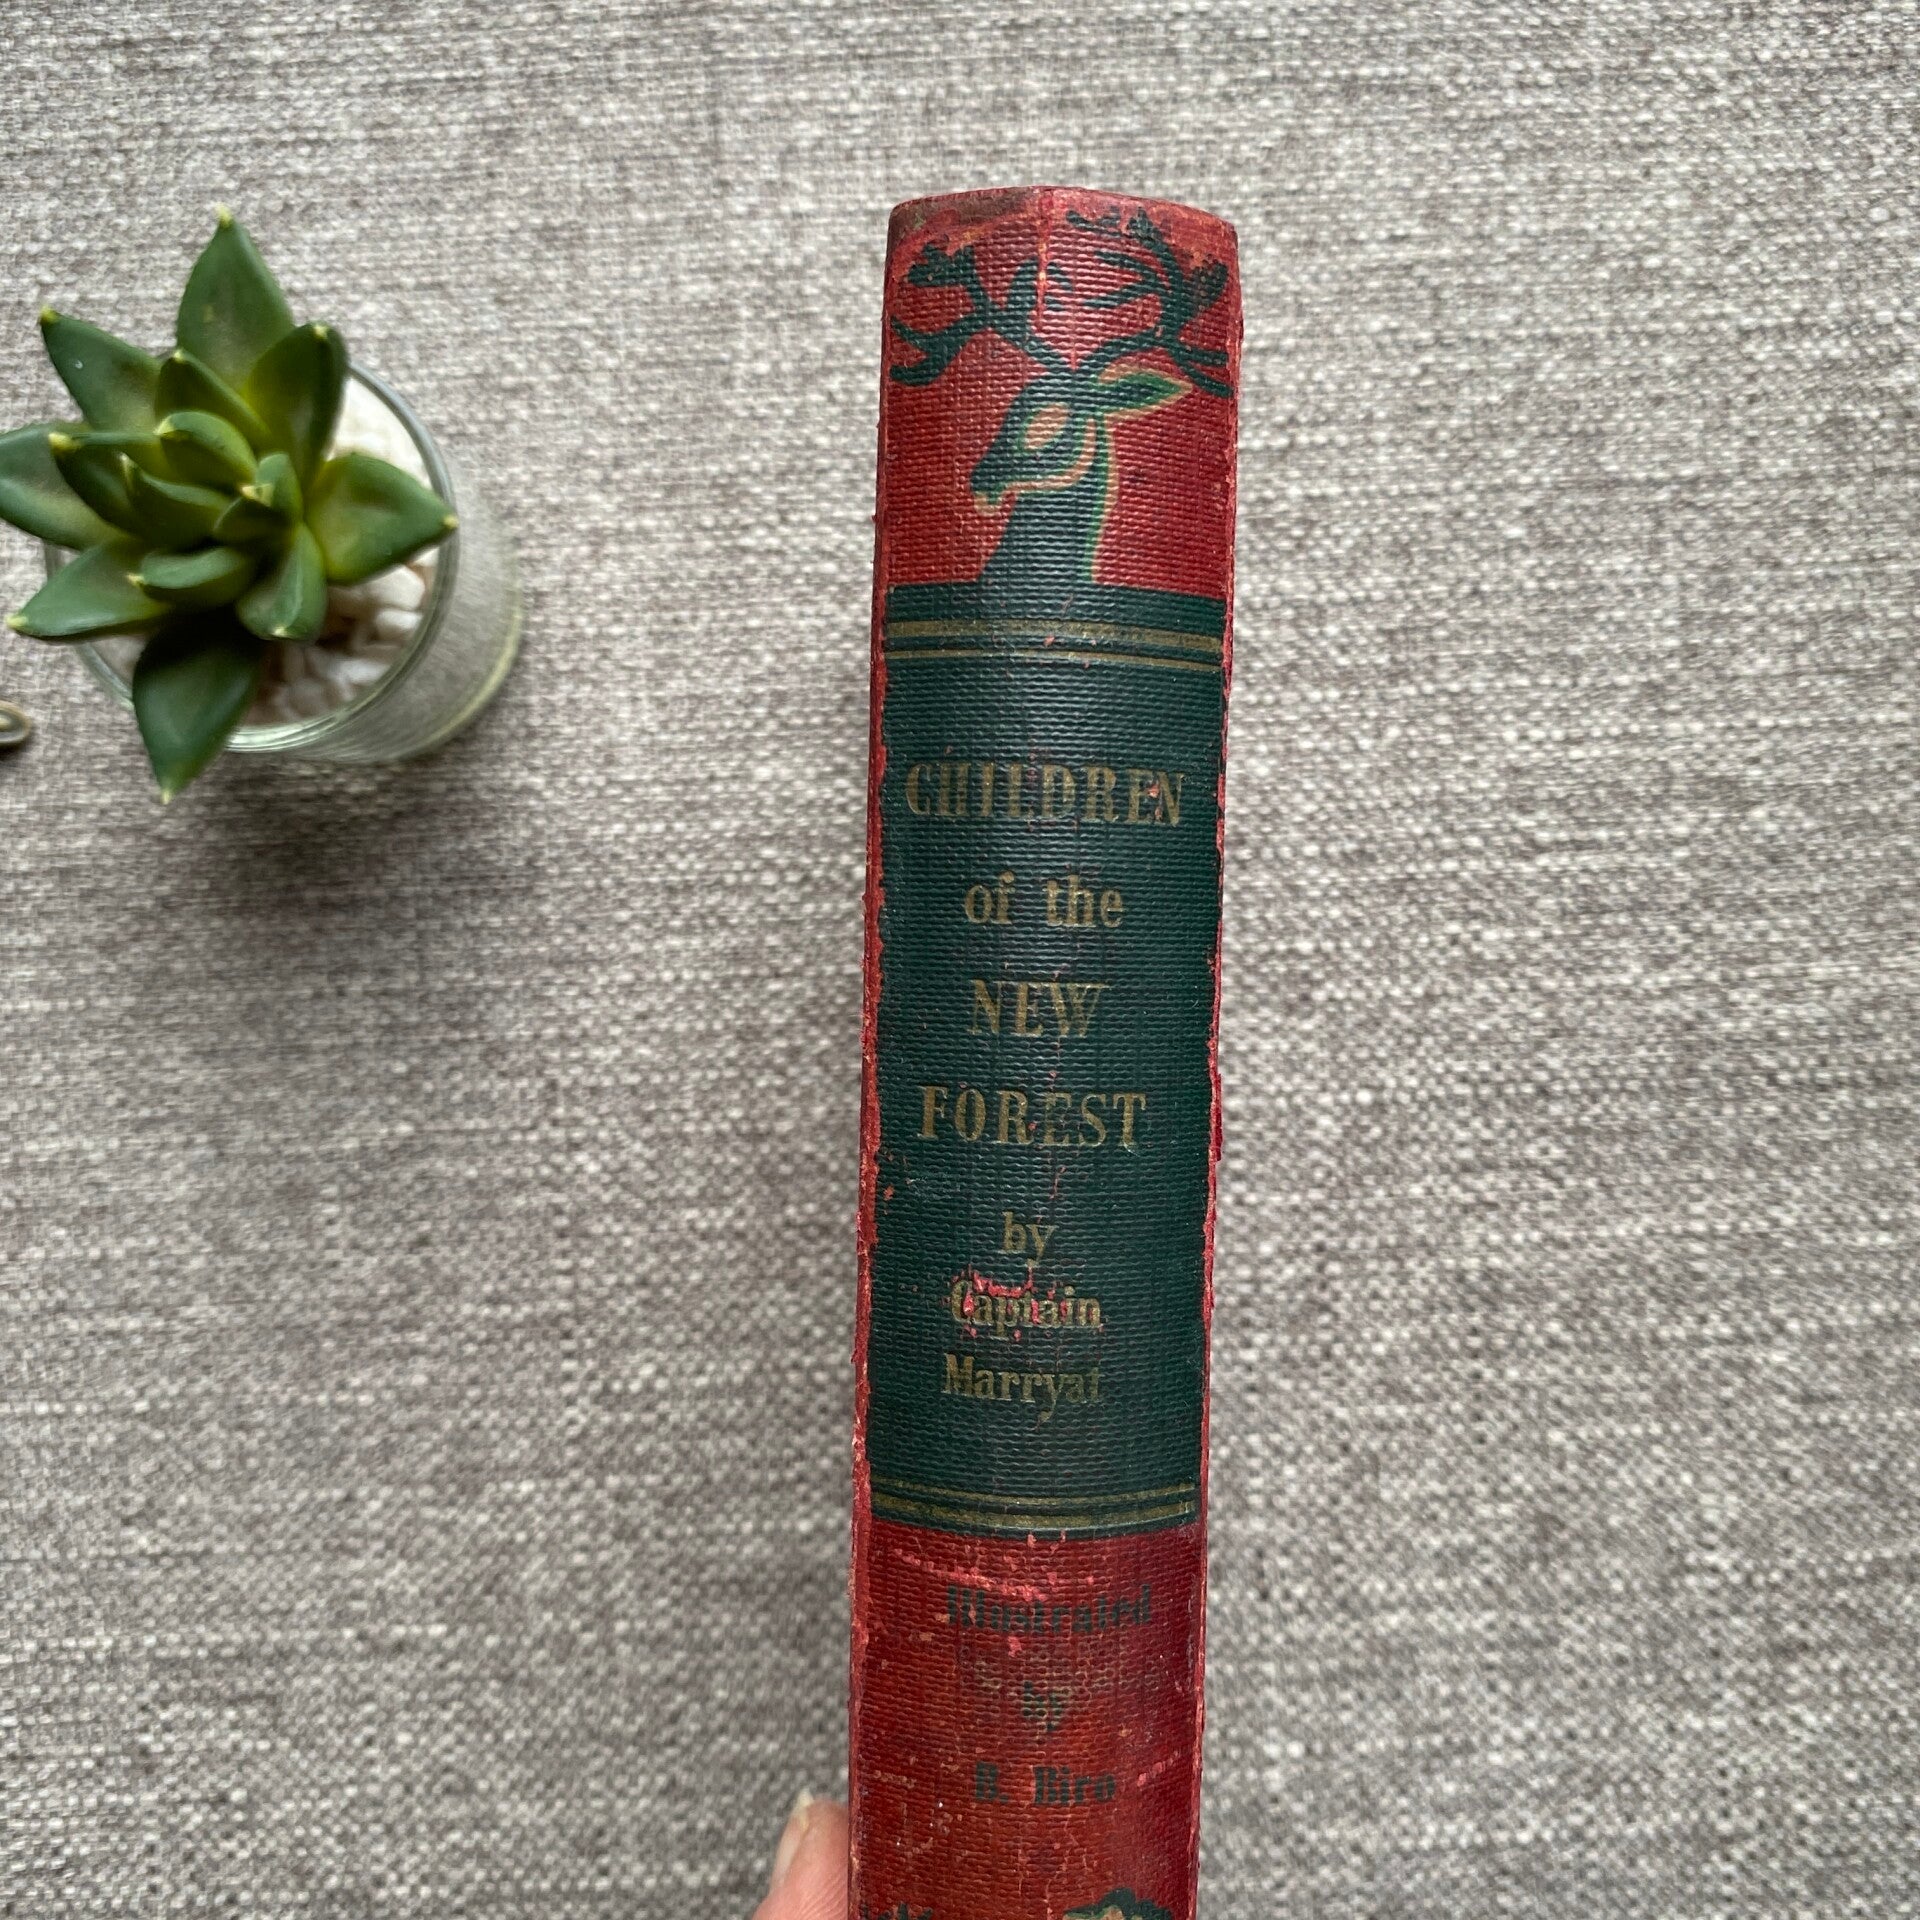 CHILDREN
of the
NEW
FOREST
by
Captain
Marryat
Illustrated
by
B. Biro